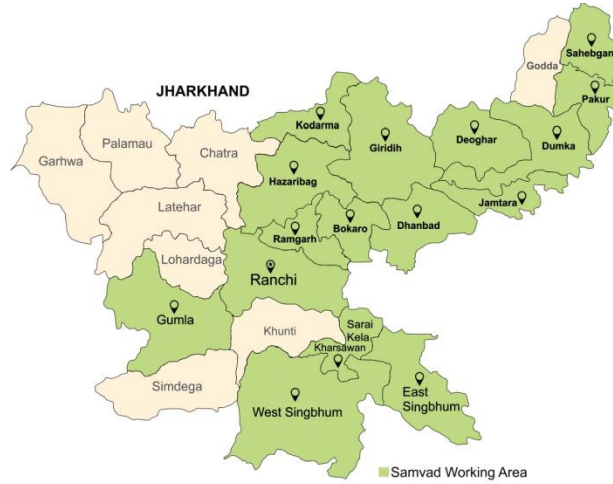 JHARKHAND
Sahebganj
Godda
Pakur
Kodarma
Palamau
Giridih
Deoghar
Dumka
Chatra
Garhwa
Hazaribag
Jamtara
Latehar
Ramgarh
Bokaro
Dhanbad
Lohardaga
Ranchi
Gumla
Khunti
Sarai
Kela
Kharsawan
Simdega
West Singbhum
East
Singbhum
Samvad Working Area